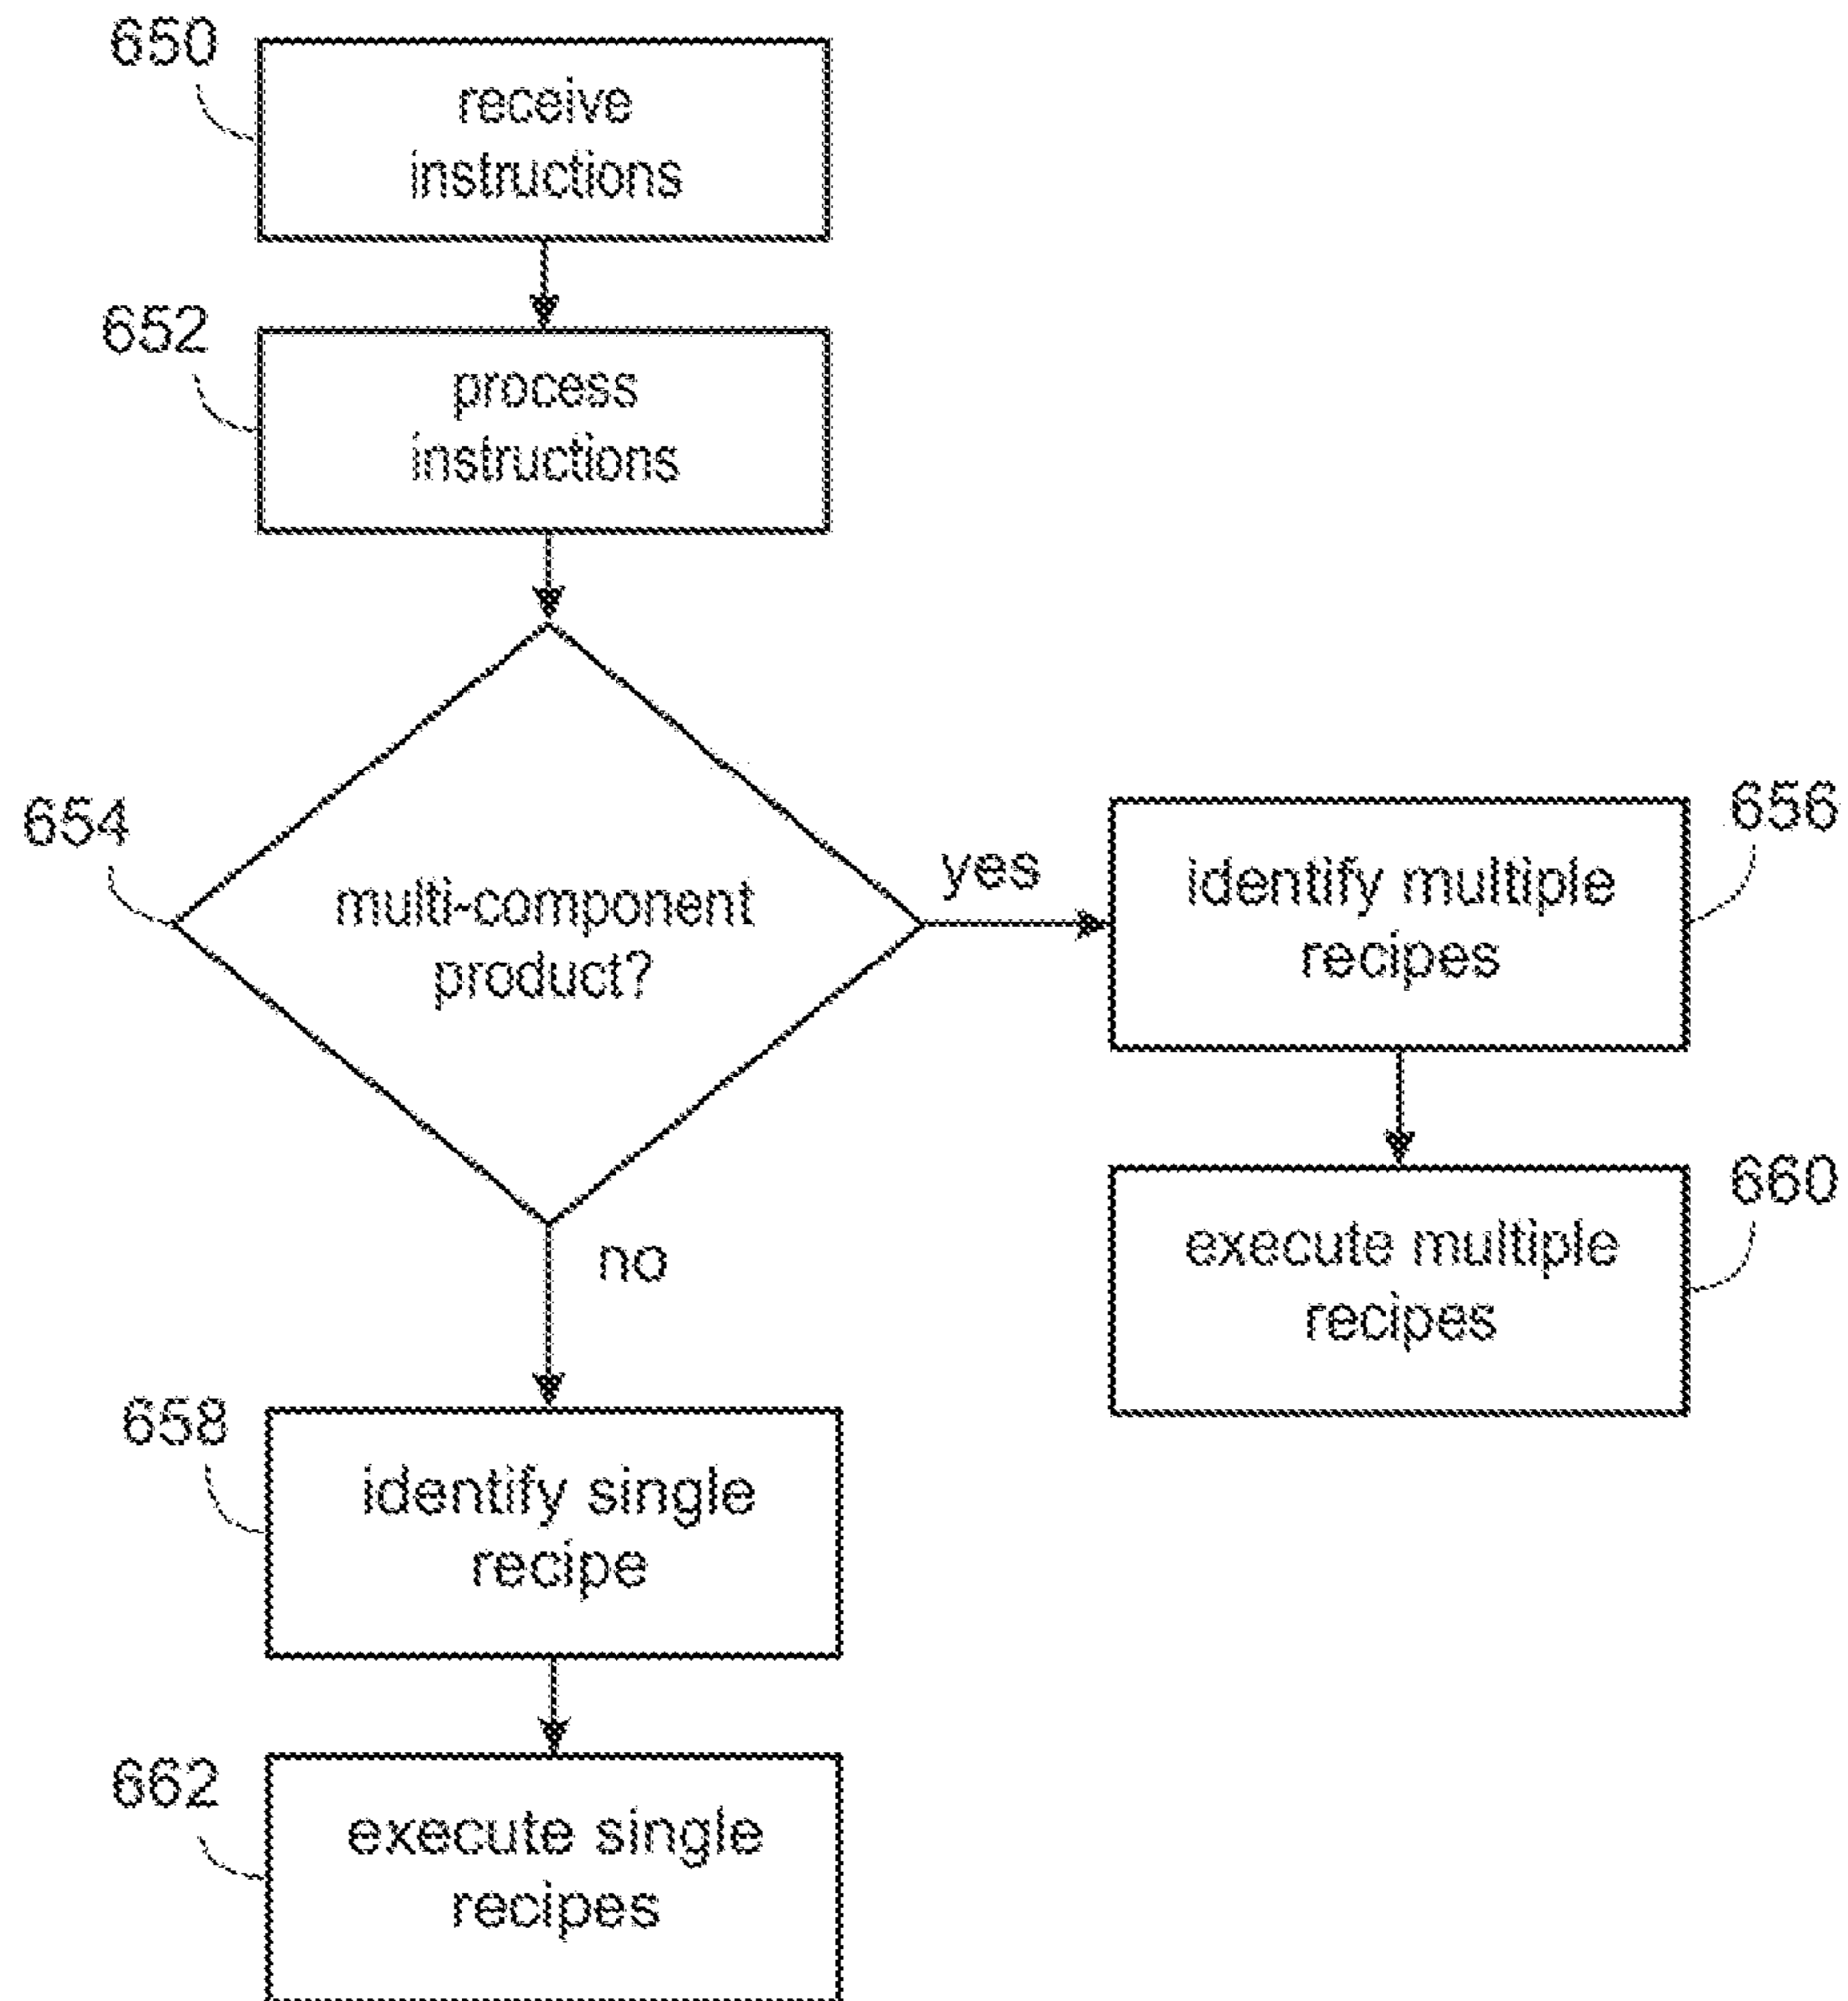 650
receive
instructions
652
process
instructions
654
multi-component
product?
yes
656
identify multiple
recipes
660
execute multiple
recipes
no
658
identify single
recipe
662
execute single
recipes